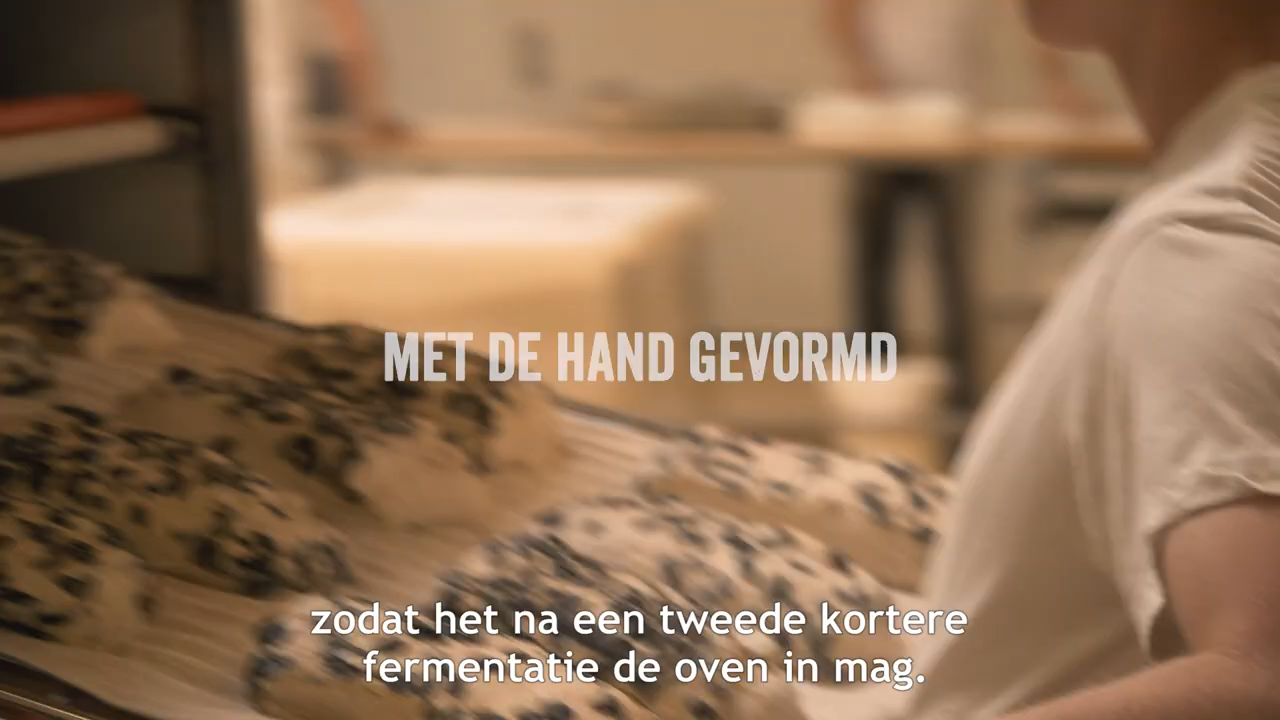 MET DE HAND GEVORMD
zodat het na een tweede kortere
fermentatie de oven in mag.